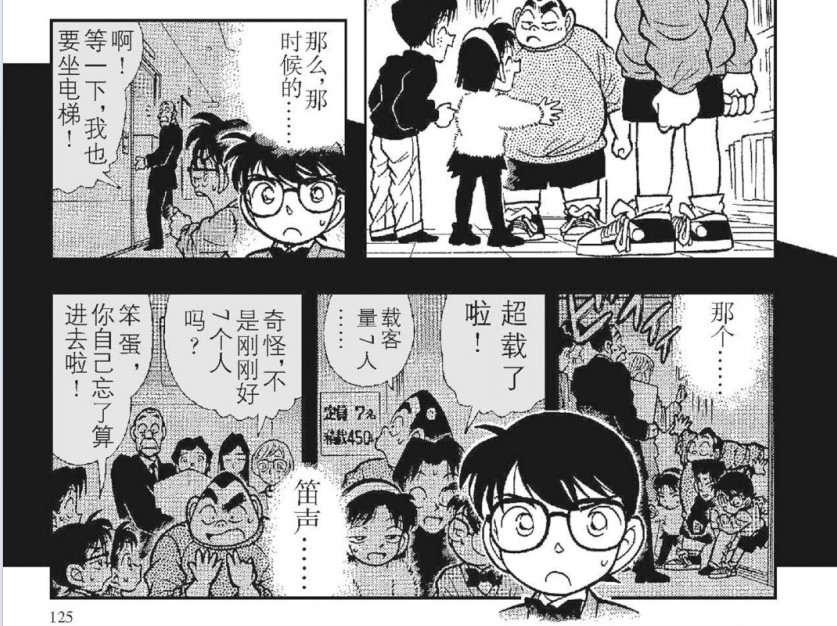 那么，那
时候的……
啊！
等一下，我也
要坐电梯！
那个……
超载了
啦！
载客
量7人
……
定員 7名
積載450
奇怪，不
是刚刚好
7个人
吗？
笨蛋，
你自己忘了算
进去啦！
笛声……
125